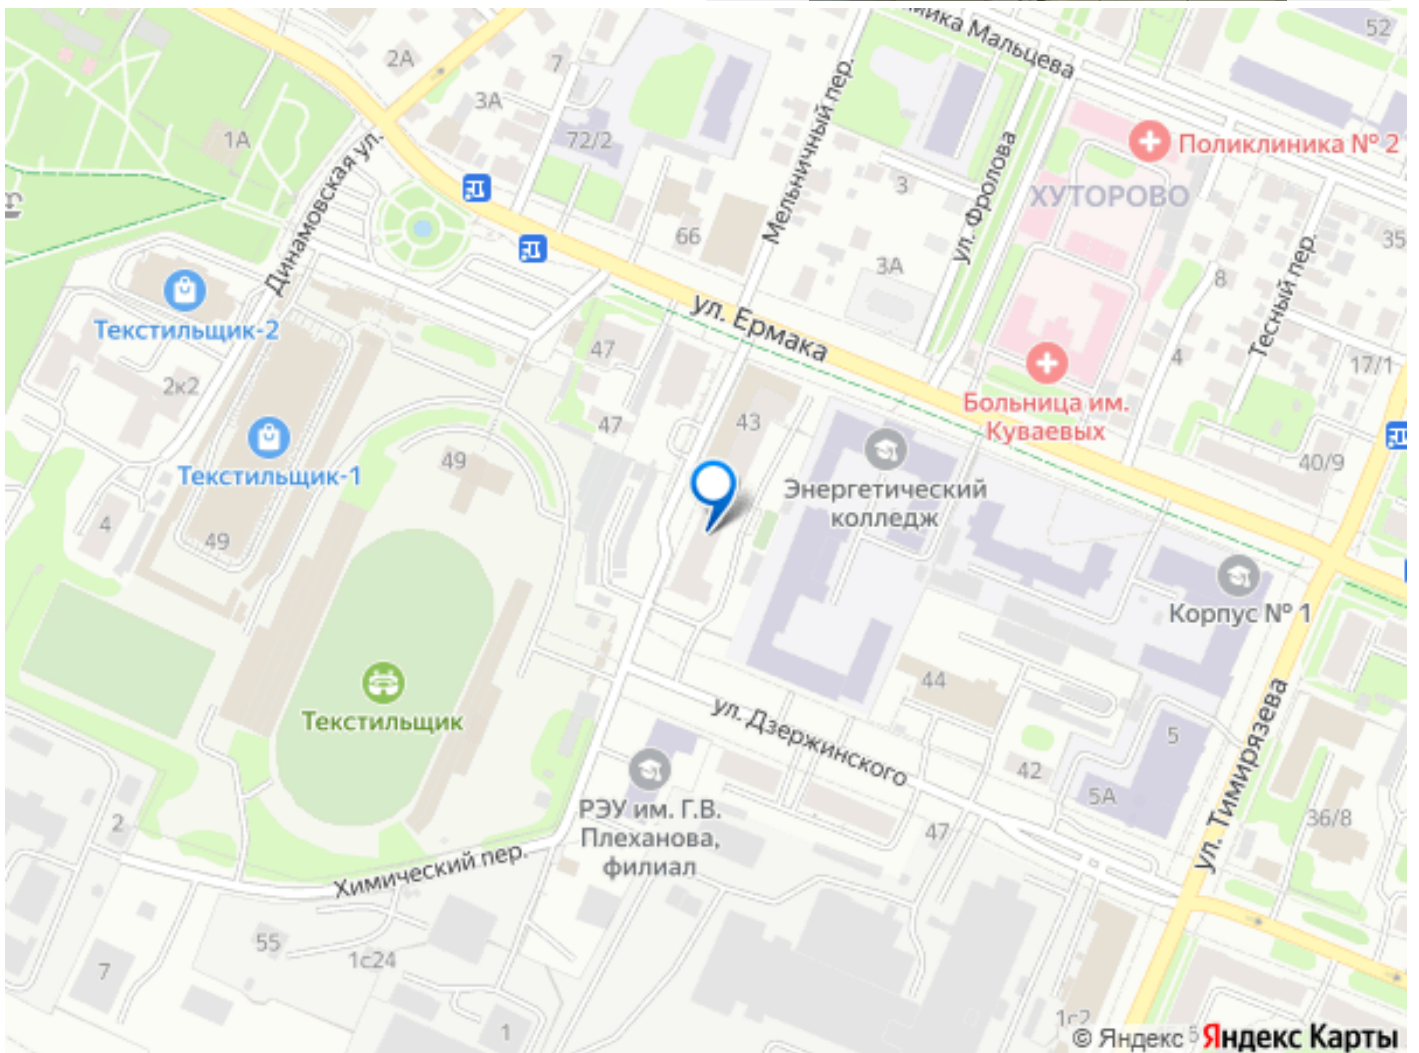 52
мика Мальцева
2А
7
3А
1А
72/2
Поликлиника № 2
Мельничный пер.
ул. Фролова
ХУТОРОВО
Динамовская ул.
3
66
3А
35
8
Тесный пер.
Текстильщик-2
ул. Ермака
47
4
17/1
2к2
Больница им.
Куваевых
47
43
49
Текстильщик-1
40/9
Энергетический
колледж
4
49
Корпус № 1
44
Текстильщик
ул. Дзержинского
5
ул. Тимирязева
42
5А
РЭУ им. Г.В.
Плеханова,
филиал
2
47
36/8
Химический пер.
55
1с24
7
1
1с2
5
© Яндекс Яндекс Карты